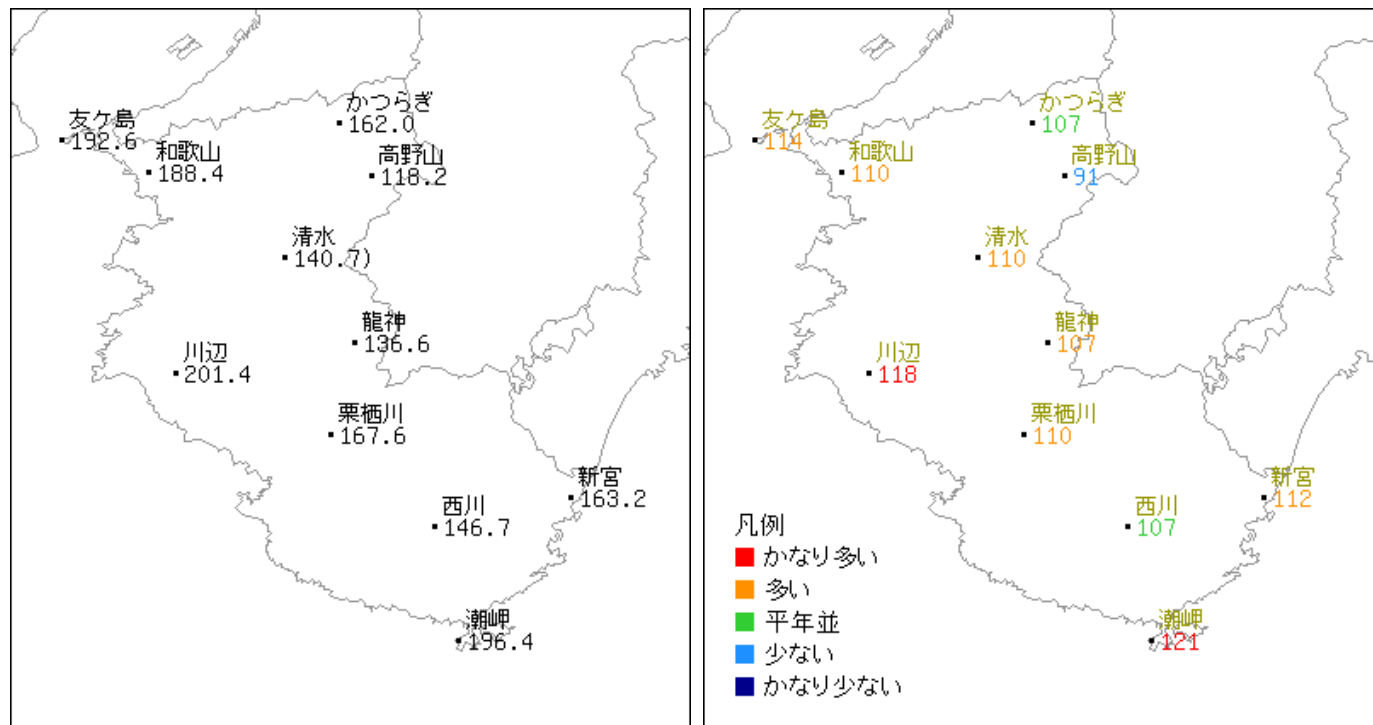 かつらぎ
162.0
友ケ島
192.6
和歌山
188.4
高野山
118.2
清水
140.7)
龍神
136.6
川辺
201.4
栗栖川
167.6
新宮
163.2
西川
146.7
潮岬
196.4
かつらぎ
107
友ケ島
114
和歌山
110
高野山
91
清水
110
龍神
107
川辺
118
栗栖川
110
新宮
112
西川
107
潮岬
121
凡例
かなり多い
多い
平年並
少ない
かなり少ない